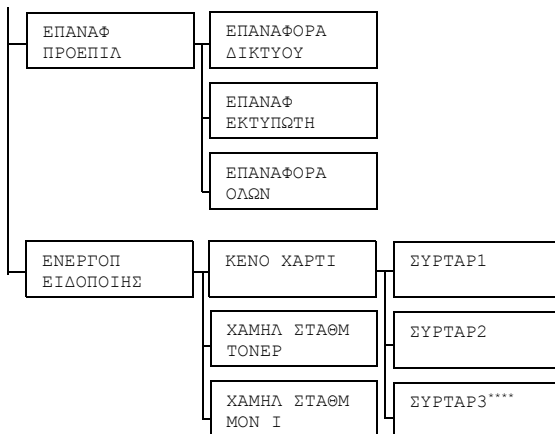 ΕΠΑΝΑΦ
ΠΡΟΕΠΙΛ
ΕΠΑΝΑΦΟΡΑ
ΔΙΚΤΥΟΥ
ΕΠΑΝΑΦ
ΕΚΤΥΠΩΤΗ
ΕΠΑΝΑΦΟΡΑ
ΟΛΩΝ
ΕΝΕΡΓΟΠ
ΕΙΔΟΠΟΙΗΣ
ΚΕΝΟ ΧΑΡΤΙ
ΣΥΡΤΑΡ1
ΧΑΜΗΛ ΣΤΑΘΜ
ΤΟΝΕΡ
ΣΥΡΤΑΡ2
ΧΑΜΗΛ ΣΤΑΘΜ
ΜΟΝ Ι
ΣΥΡΤΑΡ3****